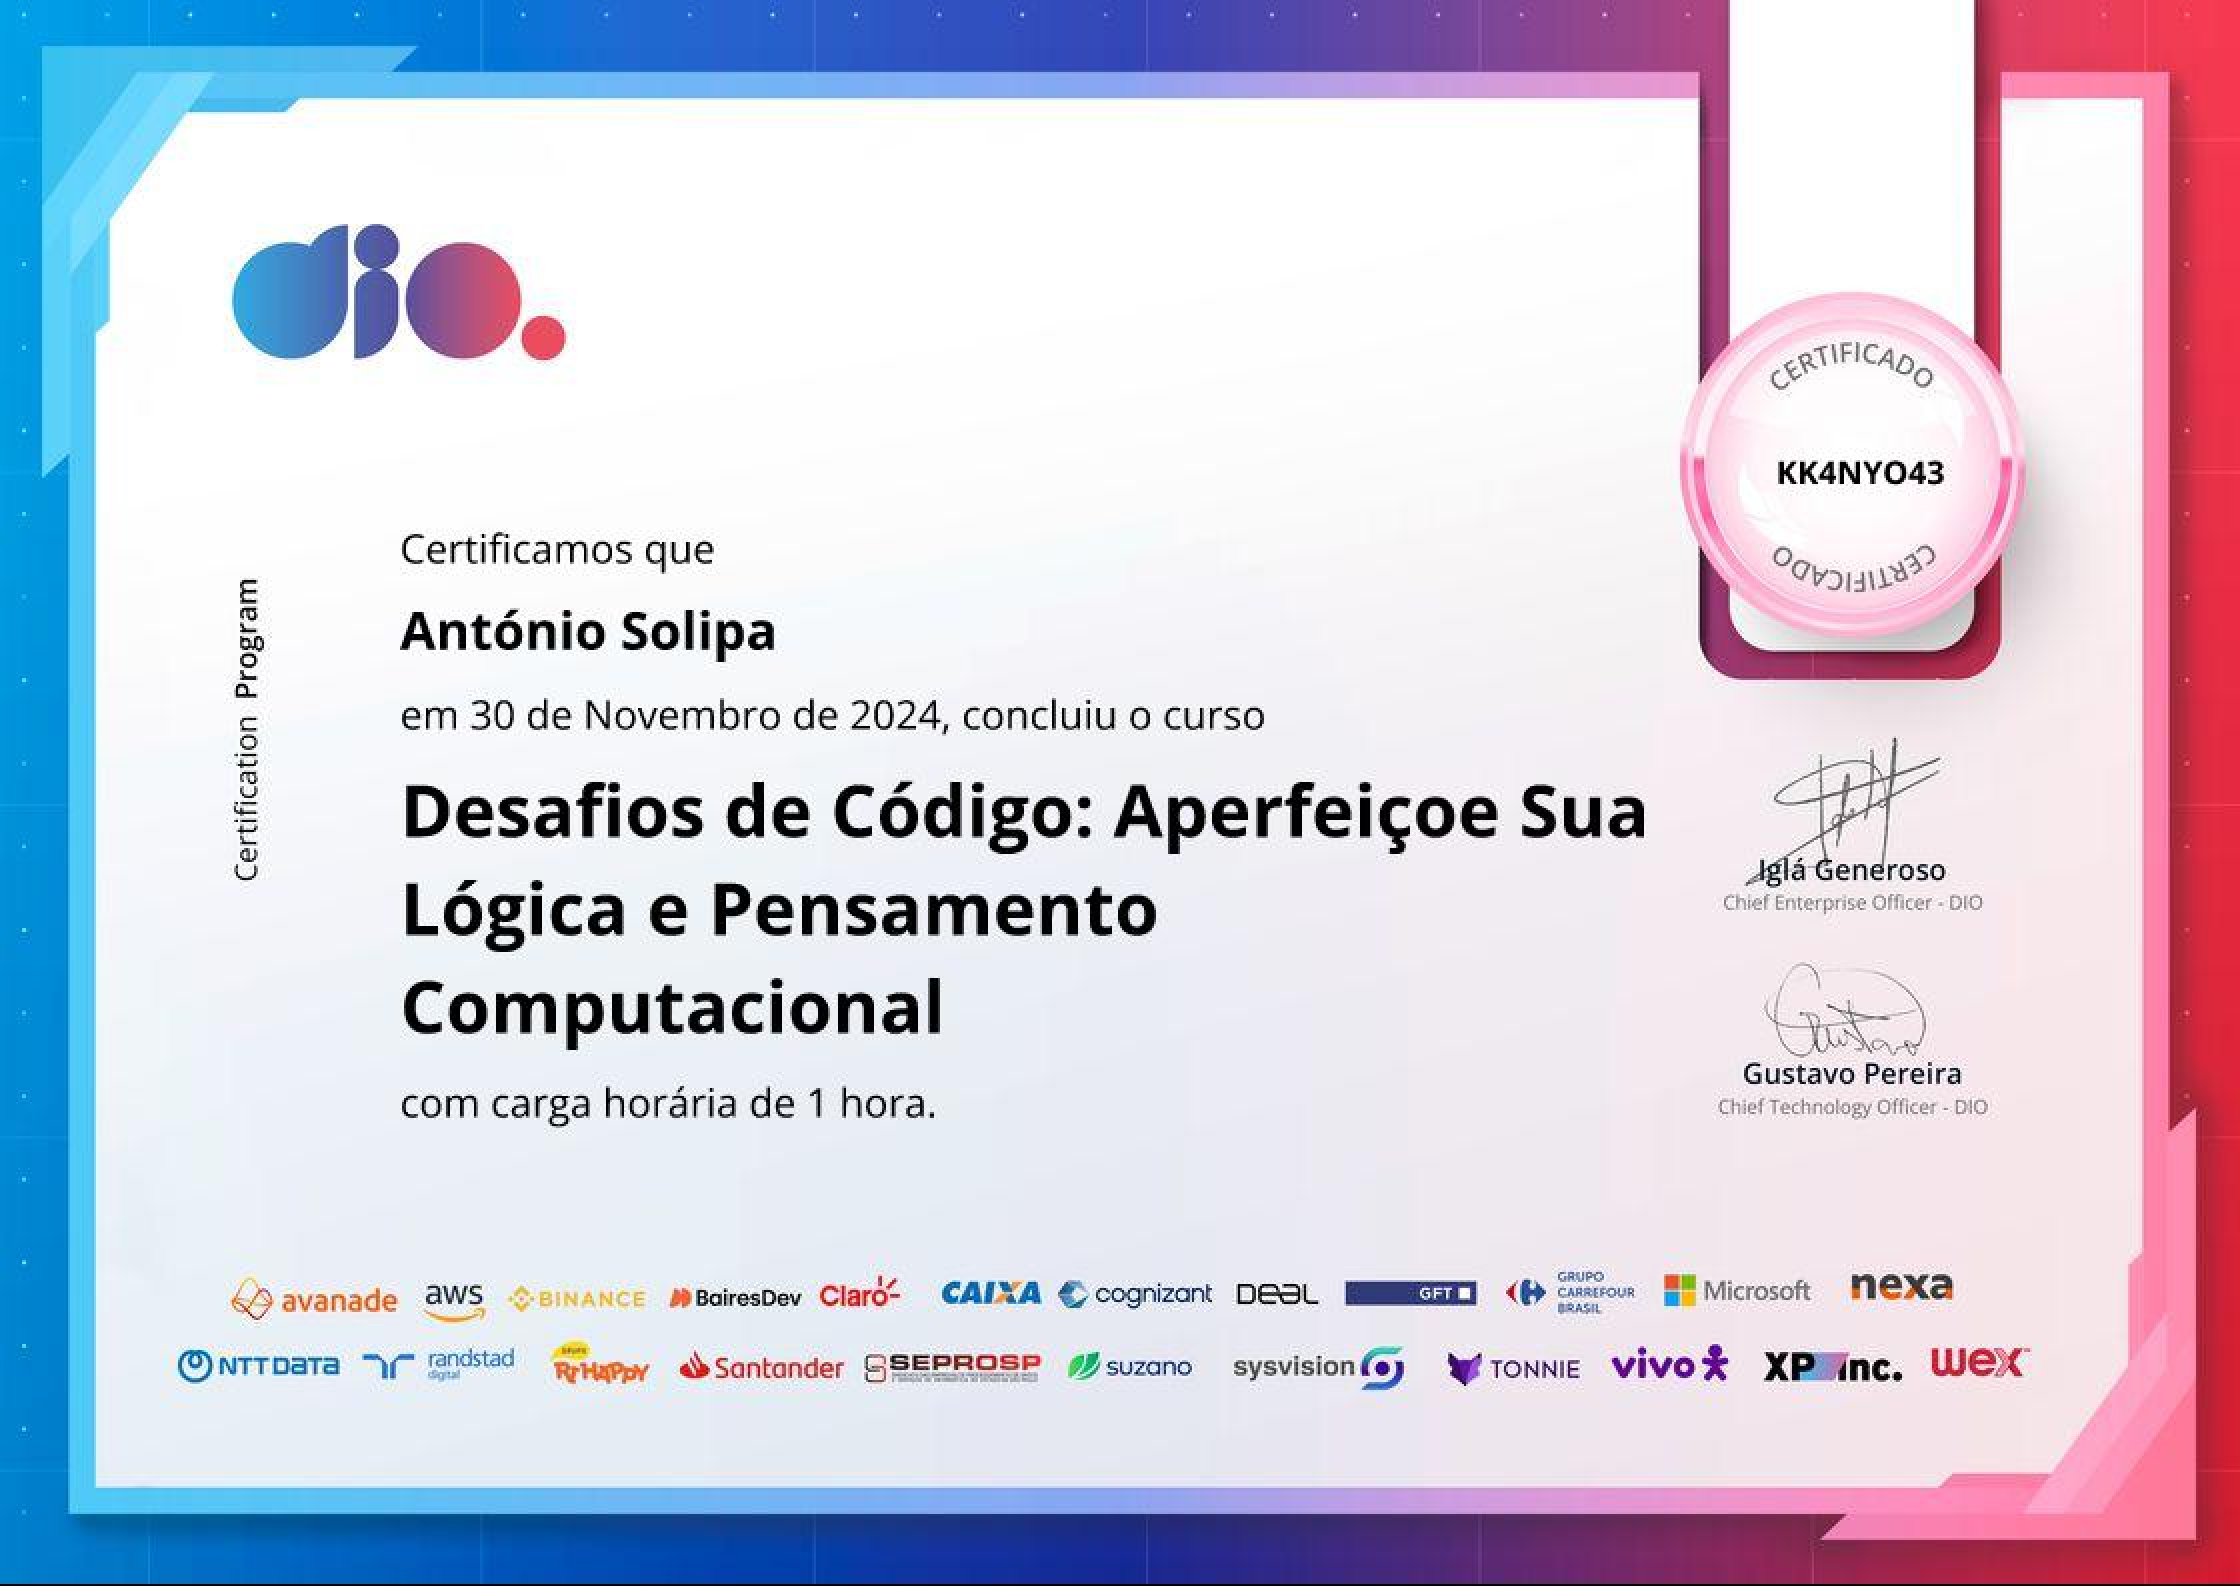 dio.
CERTIFICADO
KK4NYO43
CERTIFICADO
Certification Program
Certificamos que
António Solipa
em 30 de Novembro de 2024, concluiu o curso
Desafios de Código: Aperfeiçoe Sua
Lógica e Pensamento
Computacional
com carga horária de 1 hora.
Iglá Generoso
Chief Enterprise Officer - DIO
Gustavo
Gustavo Pereira
Chief Technology Officer - DIO
avanade aws BINANCE BairesDev Claro CAIXA cognizant DEAL GFT GRUPO CARREFOUR BRASIL Microsoft nexa
NTT DATA randstad digital GRUPO Ri HAPPY Santander SEPROSP suzano sysvision TONNIE vivo XP inc. wex